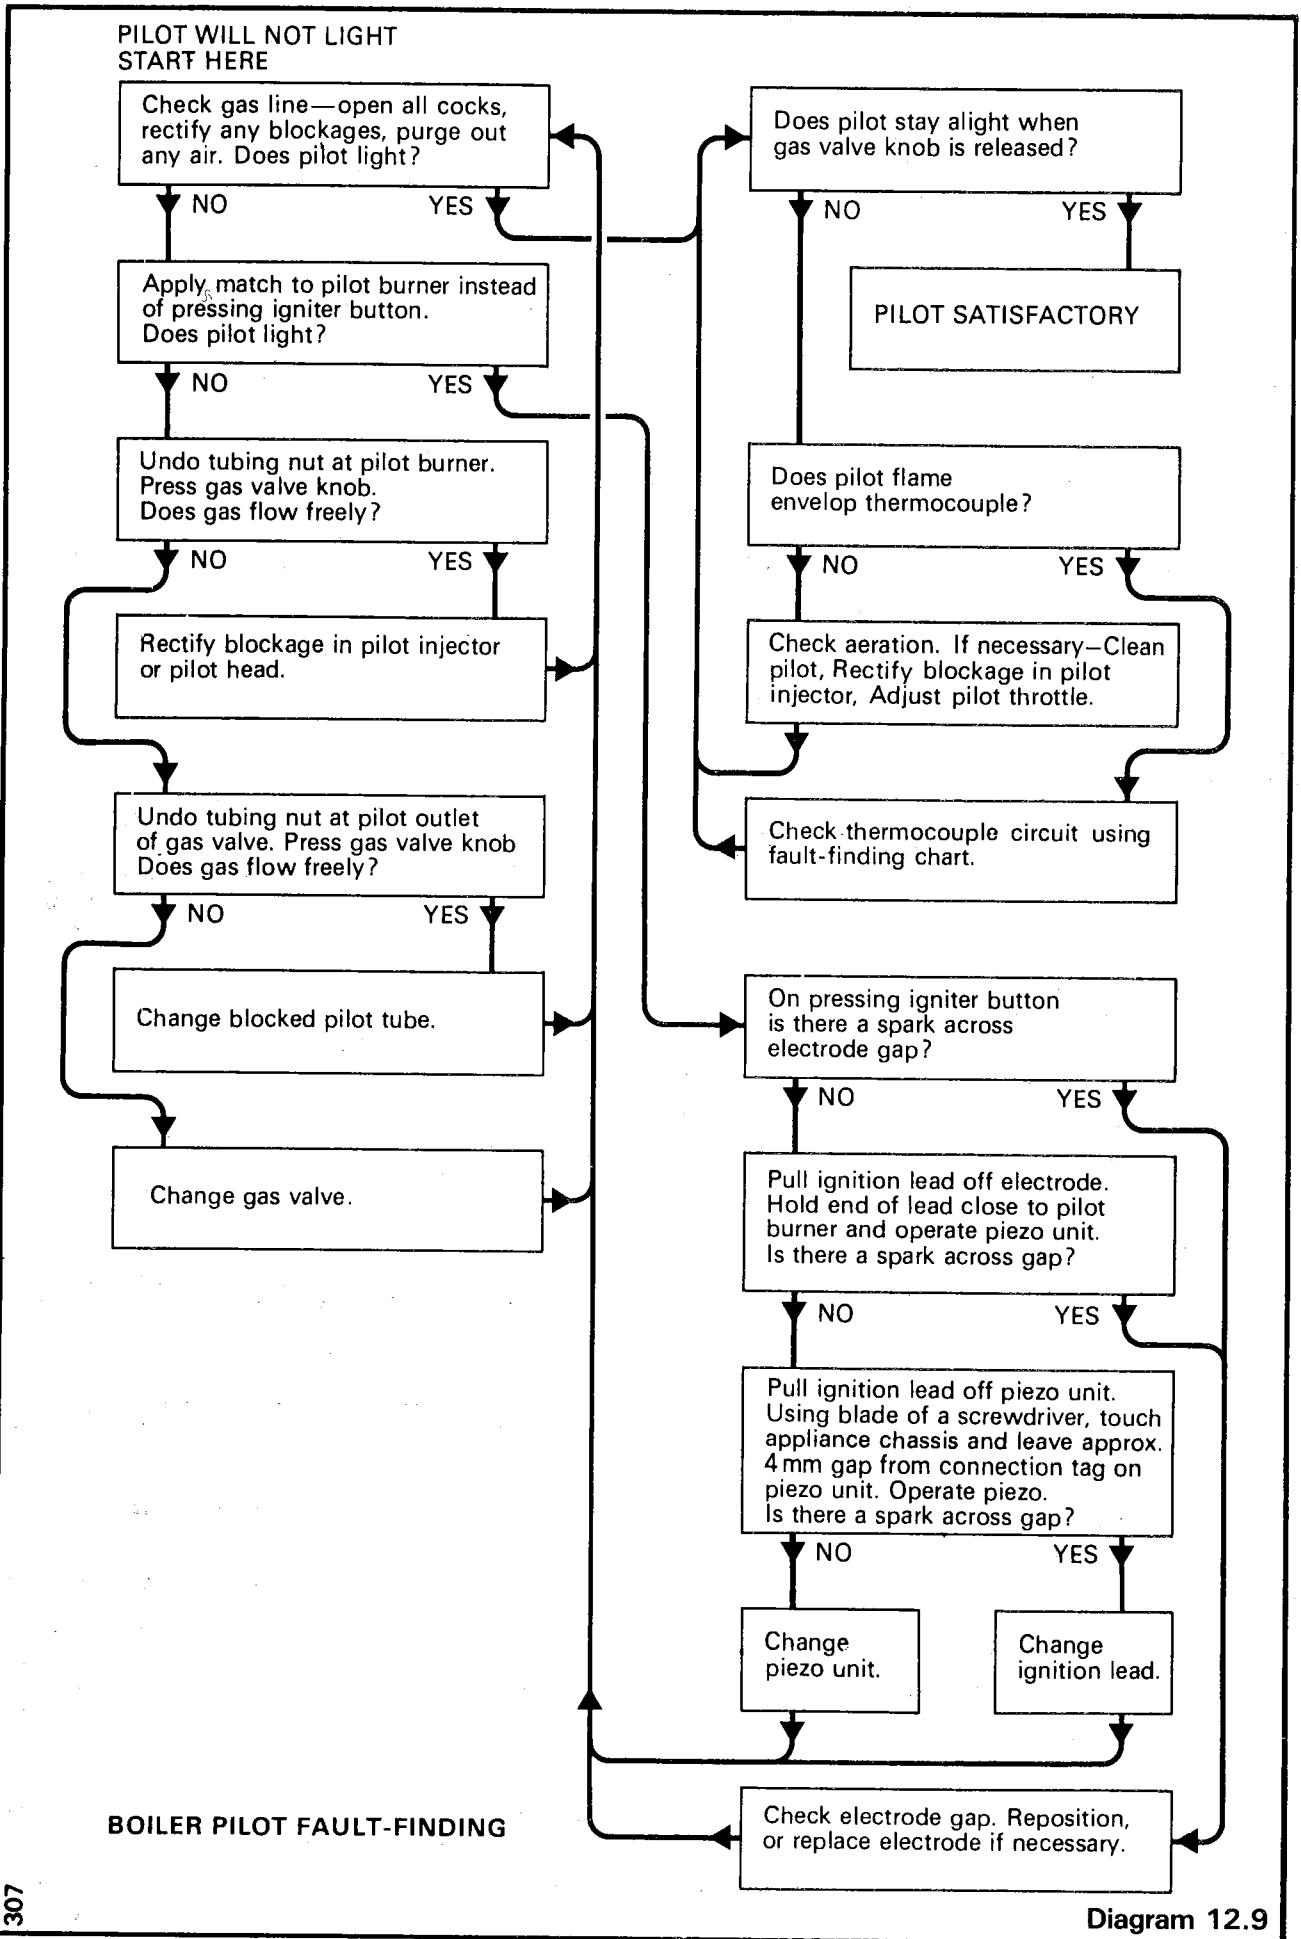 PILOT WILL NOT LIGHT
START HERE
Check gas line—open all cocks,
rectify any blockages, purge out
any air. Does pilot light?
NO
YES
Apply match to pilot burner instead
of pressing igniter button.
Does pilot light?
NO
YES
Undo tubing nut at pilot burner.
Press gas valve knob.
Does gas flow freely?
NO
YES
Rectify blockage in pilot injector
or pilot head.
Undo tubing nut at pilot outlet
of gas valve. Press gas valve knob
Does gas flow freely?
NO
YES
Change blocked pilot tube.
Change gas valve.
Does pilot stay alight when
gas valve knob is released?
NO
YES
PILOT SATISFACTORY
Does pilot flame
envelop thermocouple?
NO
YES
Check aeration. If necessary—Clean
pilot, Rectify blockage in pilot
injector, Adjust pilot throttle.
Check thermocouple circuit using
fault-finding chart.
On pressing igniter button
is there a spark across
electrode gap?
NO
YES
Pull ignition lead off electrode.
Hold end of lead close to pilot
burner and operate piezo unit.
Is there a spark across gap?
NO
YES
Pull ignition lead off piezo unit.
Using blade of a screwdriver, touch
appliance chassis and leave approx.
4 mm gap from connection tag on
piezo unit. Operate piezo.
Is there a spark across gap?
NO
YES
Change
piezo unit.
Change
ignition lead.
Check electrode gap. Reposition,
or replace electrode if necessary.
BOILER PILOT FAULT-FINDING
307
Diagram 12.9